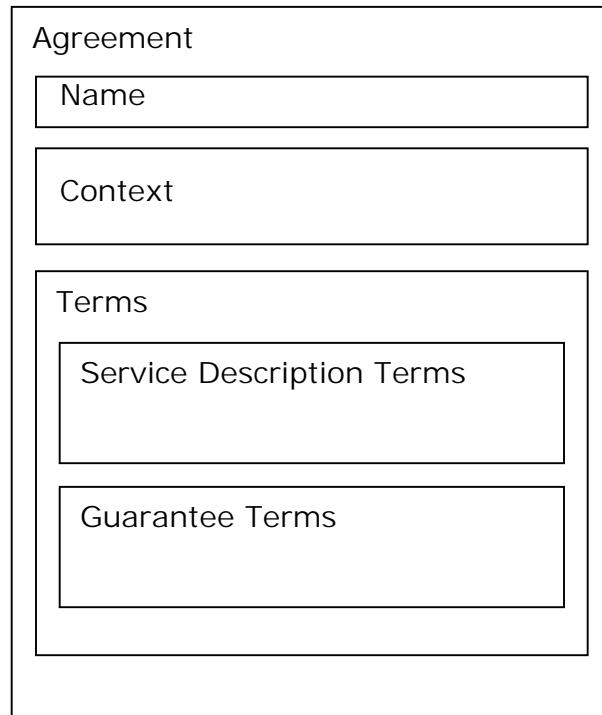 Agreement
Name
Context
Terms
Service Description Terms
Guarantee Terms